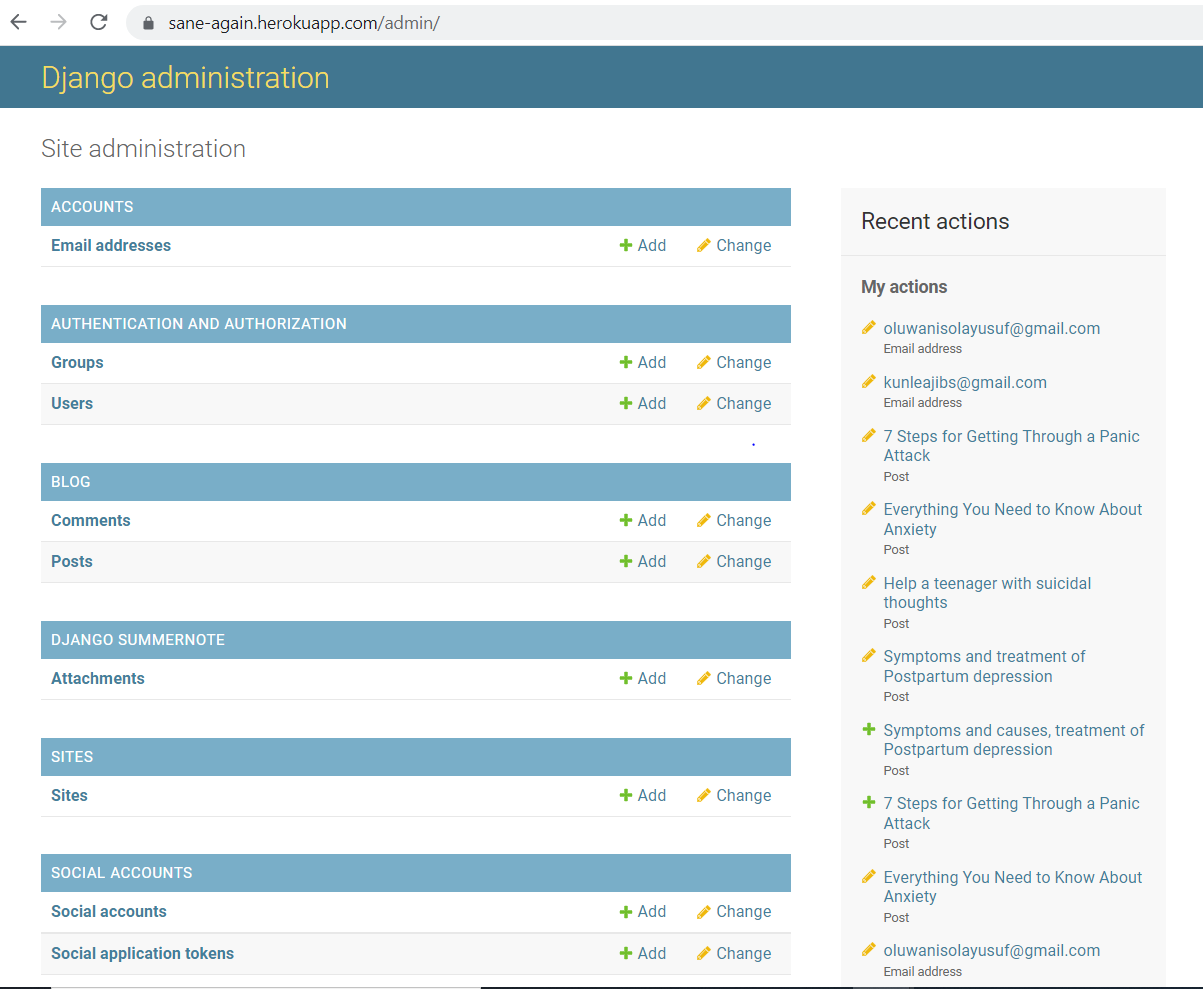 sane-again.herokuapp.com/admin/
Django administration
Site administration
ACCOUNTS
Email addresses Add Change
AUTHENTICATION AND AUTHORIZATION
Groups Add Change
Users Add Change
BLOG
Comments Add Change
Posts Add Change
DJANGO SUMMERNOTE
Attachments Add Change
SITES
Sites Add Change
SOCIAL ACCOUNTS
Social accounts Add Change
Social application tokens Add Change
Recent actions
My actions
oluwanisolayusuf@gmail.com
Email address
kunleajibs@gmail.com
Email address
7 Steps for Getting Through a Panic
Attack
Post
Everything You Need to Know About
Anxiety
Post
Help a teenager with suicidal
thoughts
Post
Symptoms and treatment of
Postpartum depression
Post
Symptoms and causes, treatment of
Postpartum depression
Post
7 Steps for Getting Through a Panic
Attack
Post
Everything You Need to Know About
Anxiety
Post
oluwanisolayusuf@gmail.com
Email address